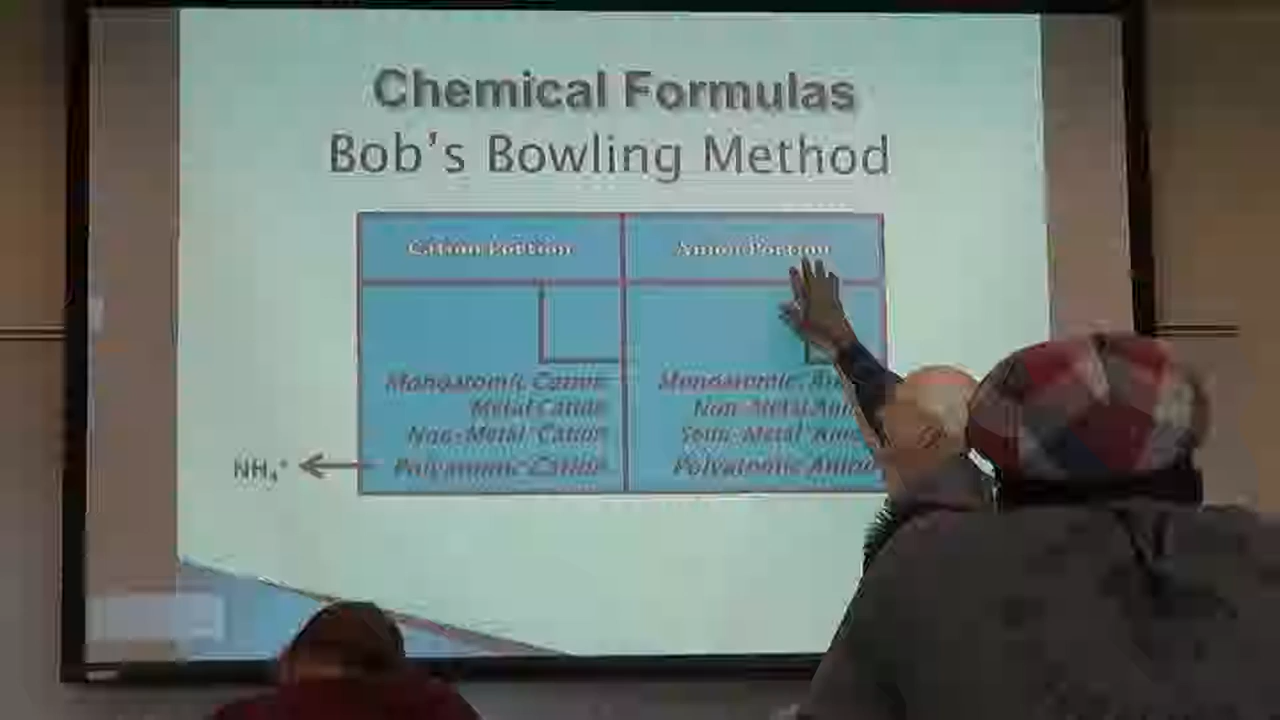 Chemical Formulas
Bob's Bowling Method
Cation Portion
Anion Portion
Monoatomic Cation
Metal Cation
Non-Metal Cation
Polyatomic Cation
Monoatomic
Non-Metal
Semi-Metal
Polyatomic Anion
NH₄⁺